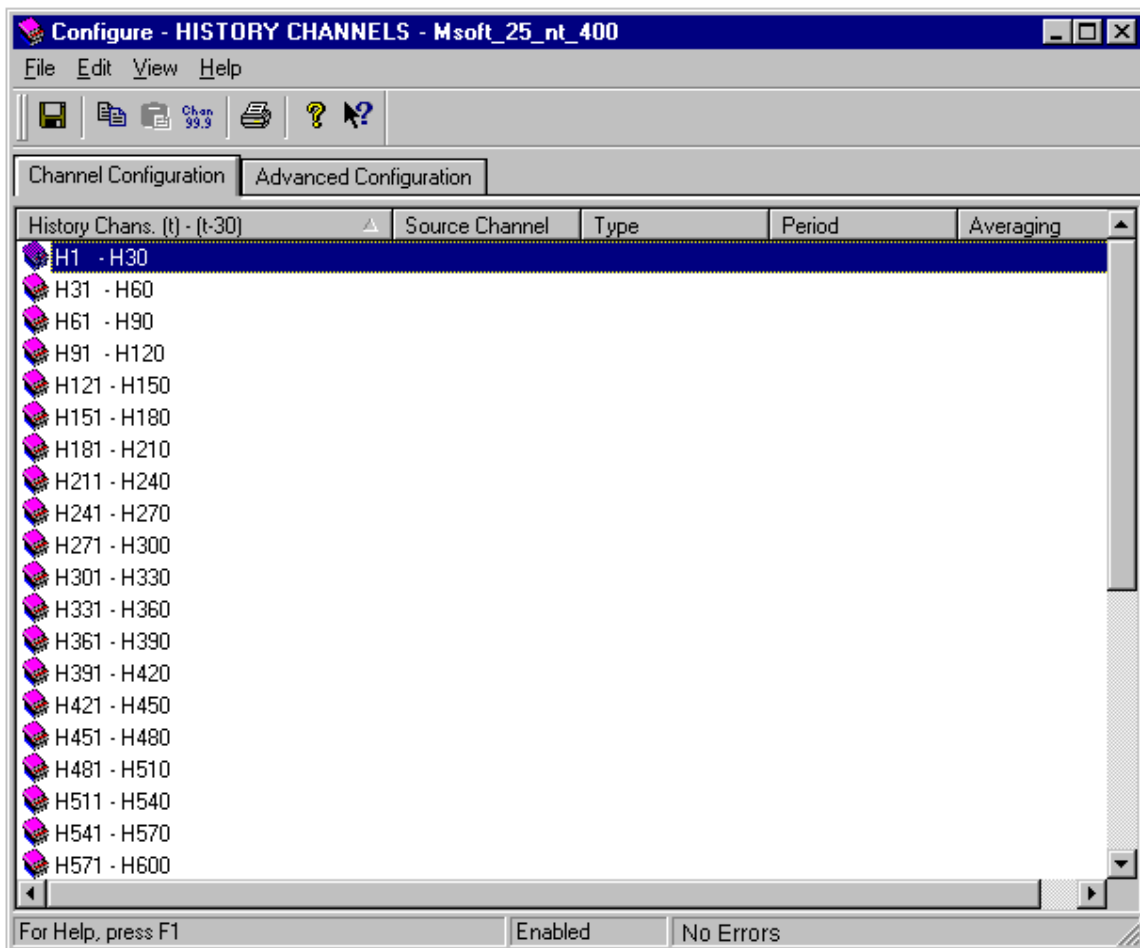 Configure - HISTORY CHANNELS - Msoft_25_nt_400
File Edit View Help
Chan 99.9
Channel Configuration Advanced Configuration
History Chans. (t) - (t-30) Source Channel Type Period Averaging
H1 - H30
H31 - H60
H61 - H90
H91 - H120
H121 - H150
H151 - H180
H181 - H210
H211 - H240
H241 - H270
H271 - H300
H301 - H330
H331 - H360
H361 - H390
H391 - H420
H421 - H450
H451 - H480
H481 - H510
H511 - H540
H541 - H570
H571 - H600
For Help, press F1 Enabled No Errors